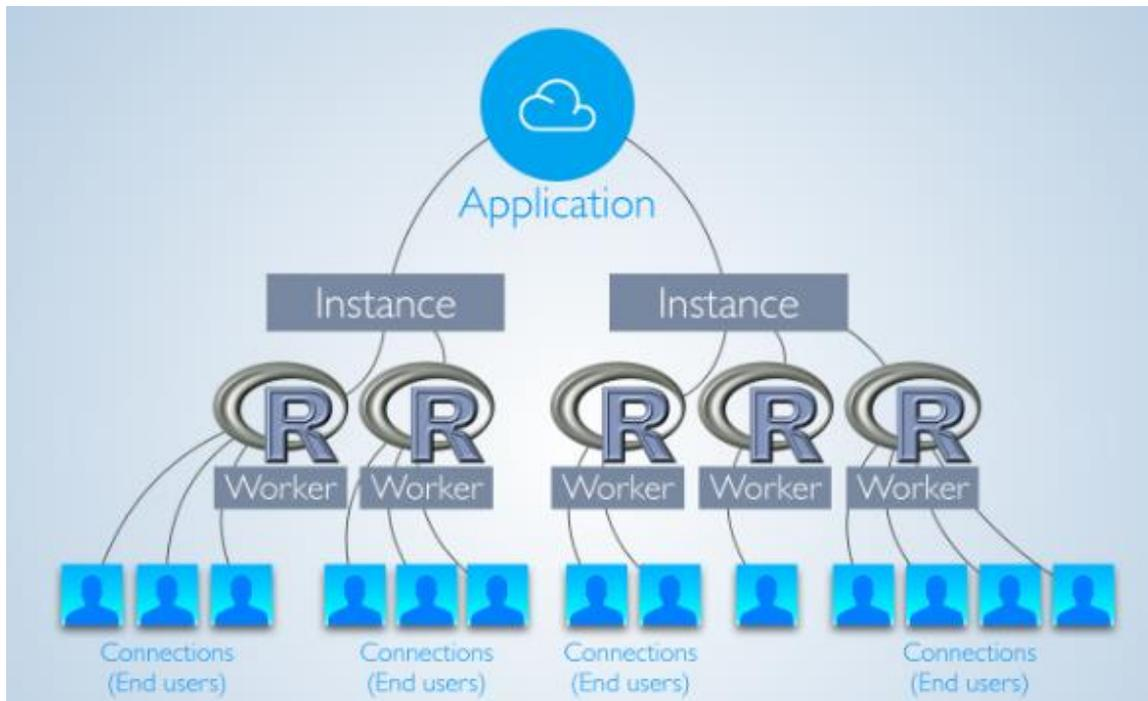 Application
Instance Instance
R R R R R
Worker Worker Worker Worker Worker
Connections Connections Connections Connections
(End users) (End users) (End users) (End users)